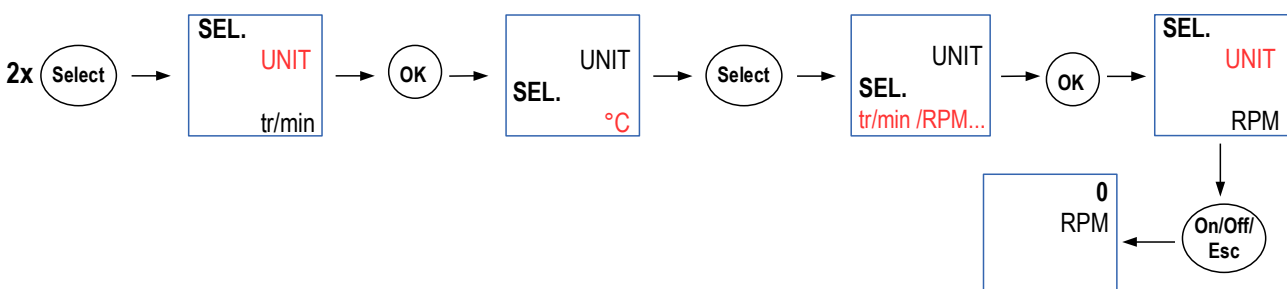 2x
Select
SEL.
UNIT
tr/min
OK
UNIT
SEL.
°C
Select
UNIT
SEL.
tr/min /RPM...
OK
SEL.
UNIT
RPM
On/Off/
Esc
0
RPM